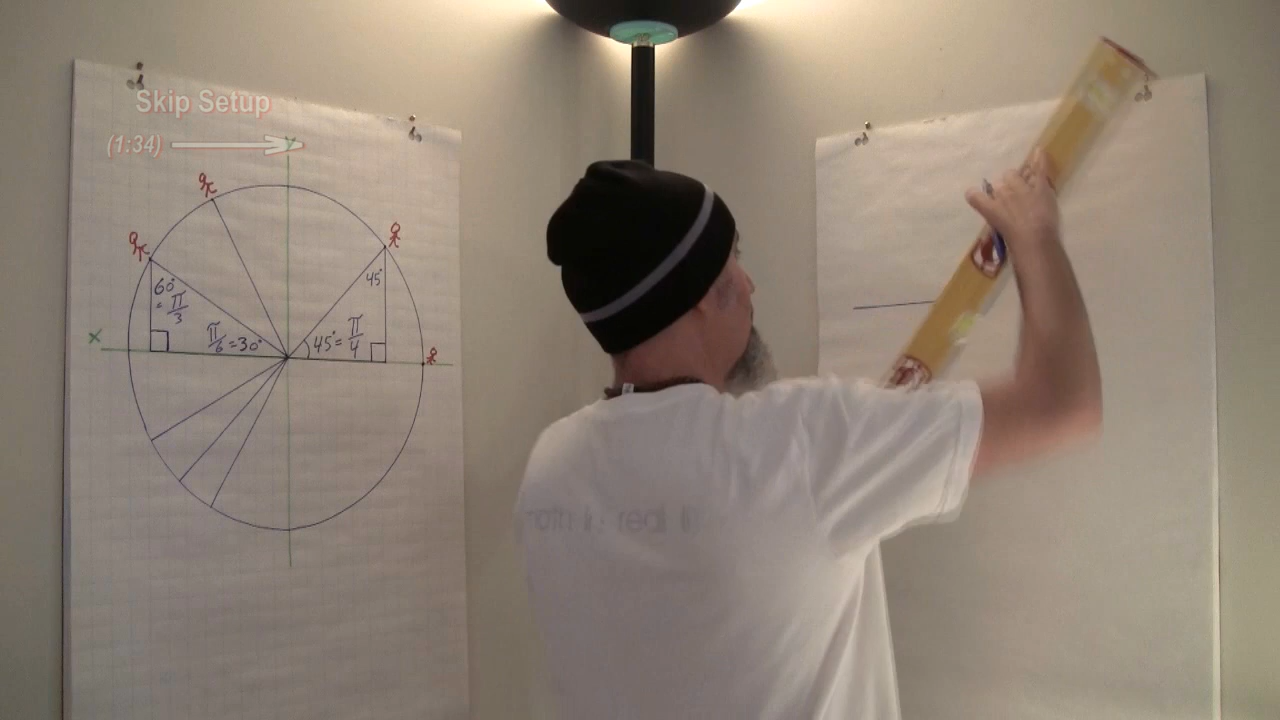 Skip Setup
(1:34)
y
60°
= π/3
45°
π/6 = 30°
45° = π/4
x